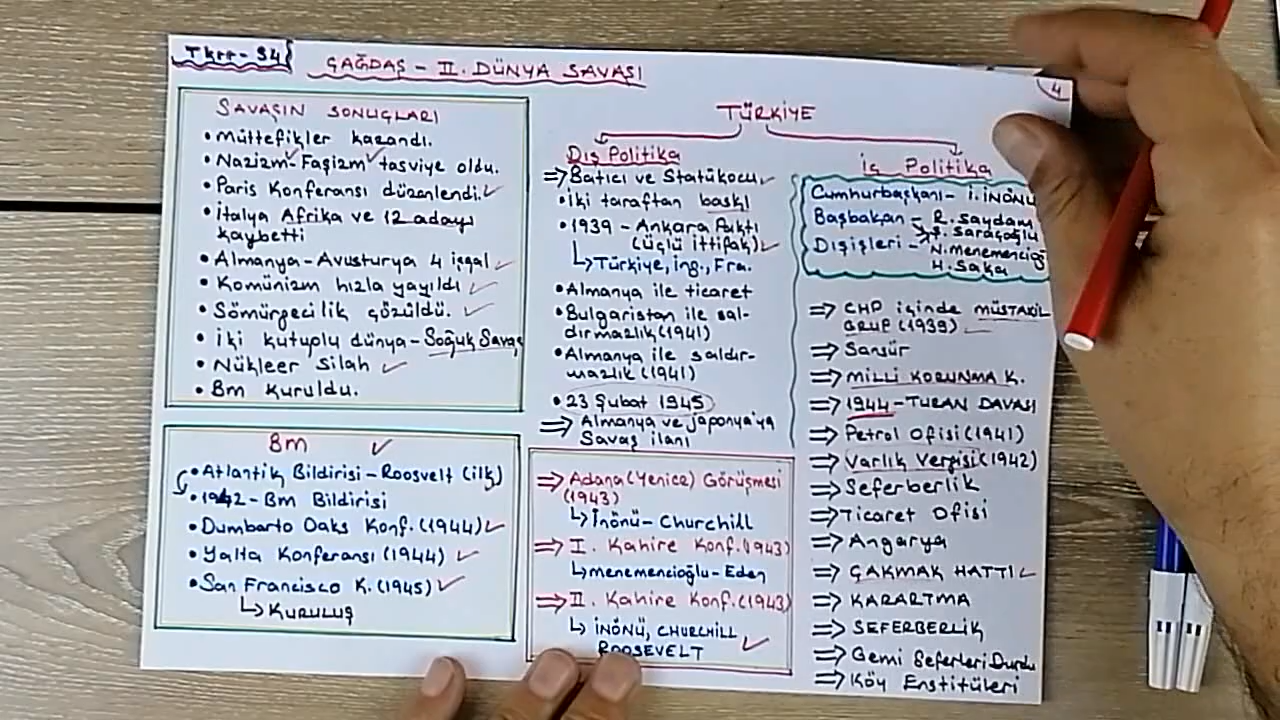 Tkrr-34
ÇAĞDAŞ - II. DÜNYA SAVAŞI
4
SAVAŞIN SONUÇLARI
• Müttefikler kazandı.
• Nazizm - Faşizm tasviye oldu.
• Paris Konferansı düzenlendi.
• İtalya Afrika ve 12 adayı
kaybetti
• Almanya - Avusturya 4 işgal
• Komünizm hızla yayıldı
• Sömürgecilik çözüldü.
• İki kutuplu dünya - Soğuk Savaş
• Nükleer Silah
• Bm kuruldu.
Bm
• Atlantik Bildirisi - Roosvelt (ilk)
• 1942 - Bm Bildirisi
• Dumbarto Oaks Konf. (1944)
• Yalta Konferansı (1944)
• San Francisco K. (1945)
↳ KURULUŞ
TÜRKİYE
Dış Politika
⇒ Batıcı ve Statükocu
• İki taraftan baskı
• 1939 - Ankara Paktı
(Üçlü ittifak)
↳ Türkiye, ing., Fra.
• Almanya ile ticaret
• Bulgaristan ile sal-
dırmazlık (1941)
• Almanya ile saldır-
mazlık (1941)
• 23 Şubat 1945
⇒ Almanya ve Japonya'ya
Savaş ilanı
⇒ Adana (Yenice) Görüşmesi
(1943)
↳ İnönü - Churchill
⇒ I. Kahire Konf. (1943)
↳ Menemencioğlu - Eden
⇒ II. Kahire Konf. (1943)
↳ İNÖNÜ, CHURCHILL
ROOSEVELT
İç Politika
Cumhurbaşkanı - İ. İNÖNÜ
Başbakan - R. Saydam
Ş. Saraçoğlu
Dışişleri -
N. Menemencioğ
H. Saka
⇒ CHP içinde MÜSTAKİL
GRUP (1939)
⇒ Sansür
⇒ MİLLİ KORUNMA K.
⇒ 1944 - TURAN DAVASI
⇒ Petrol Ofisi (1941)
⇒ Varlık Vergisi (1942)
⇒ Seferberlik
⇒ Ticaret Ofisi
⇒ Angarya
⇒ ÇAKMAK HATTI
⇒ KARARTMA
⇒ SEFERBERLİK
⇒ Gemi Seferleri Durdu
⇒ Köy Enstitüleri